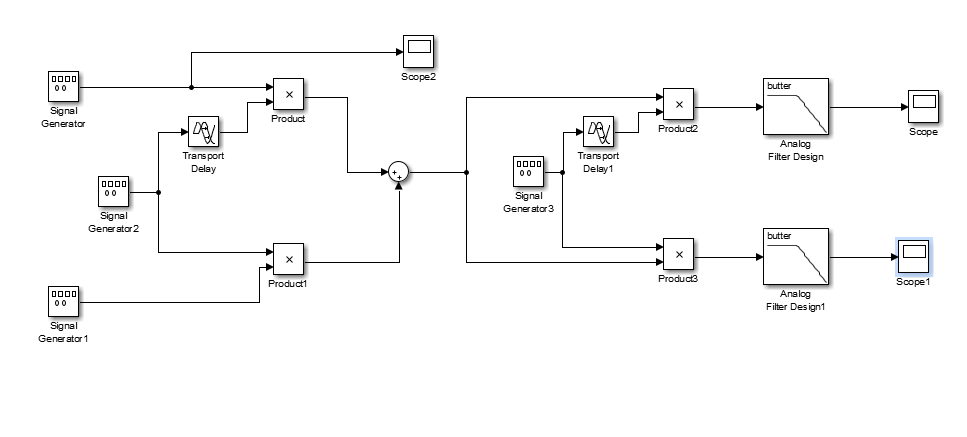 Scope2
Signal
Generator
×
Product
Transport
Delay
Signal
Generator2
+
+
×
Product1
Signal
Generator1
×
Product2
Transport
Delay1
Signal
Generator3
×
Product3
butter
Analog
Filter Design
Scope
butter
Analog
Filter Design1
Scope1